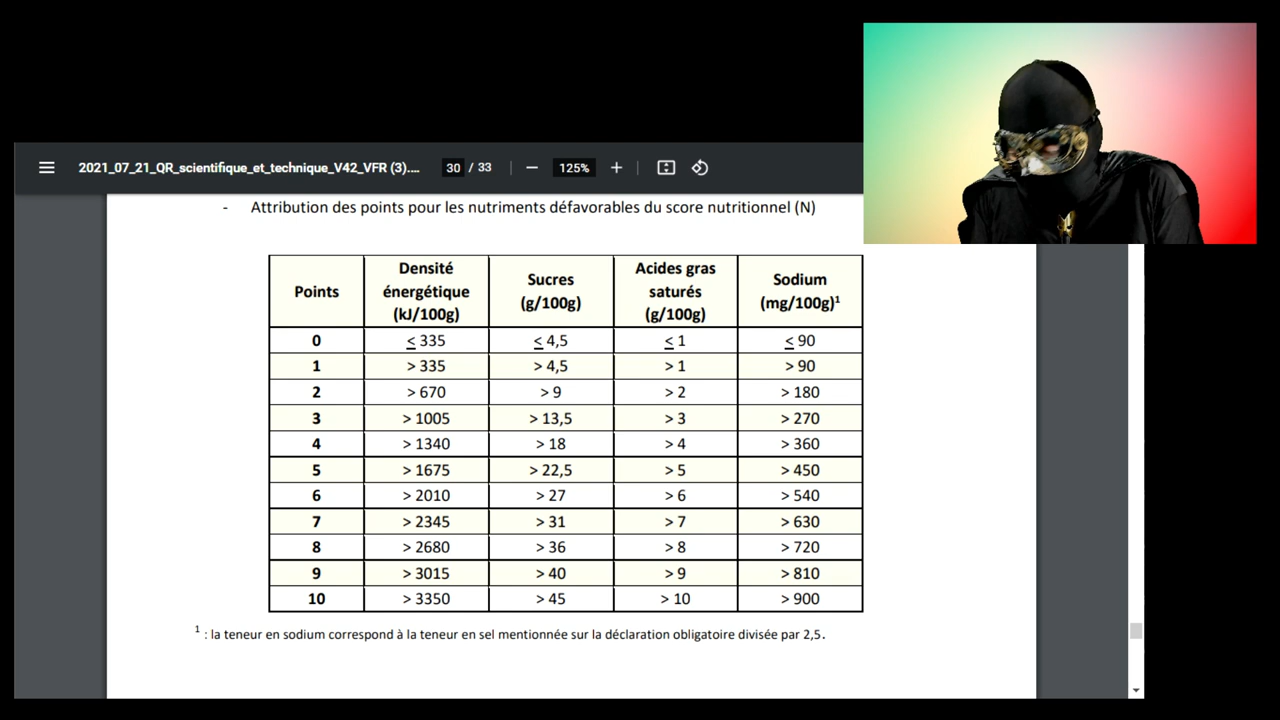 2021_07_21_QR_scientifique_et_technique_V42_VFR (3)....
30 / 33
125%
- Attribution des points pour les nutriments défavorables du score nutritionnel (N)
Points | Densité énergétique (kJ/100g) | Sucres (g/100g) | Acides gras saturés (g/100g) | Sodium (mg/100g)¹
0 | ≤ 335 | ≤ 4,5 | ≤ 1 | ≤ 90
1 | > 335 | > 4,5 | > 1 | > 90
2 | > 670 | > 9 | > 2 | > 180
3 | > 1005 | > 13,5 | > 3 | > 270
4 | > 1340 | > 18 | > 4 | > 360
5 | > 1675 | > 22,5 | > 5 | > 450
6 | > 2010 | > 27 | > 6 | > 540
7 | > 2345 | > 31 | > 7 | > 630
8 | > 2680 | > 36 | > 8 | > 720
9 | > 3015 | > 40 | > 9 | > 810
10 | > 3350 | > 45 | > 10 | > 900
¹ : la teneur en sodium correspond à la teneur en sel mentionnée sur la déclaration obligatoire divisée par 2,5.